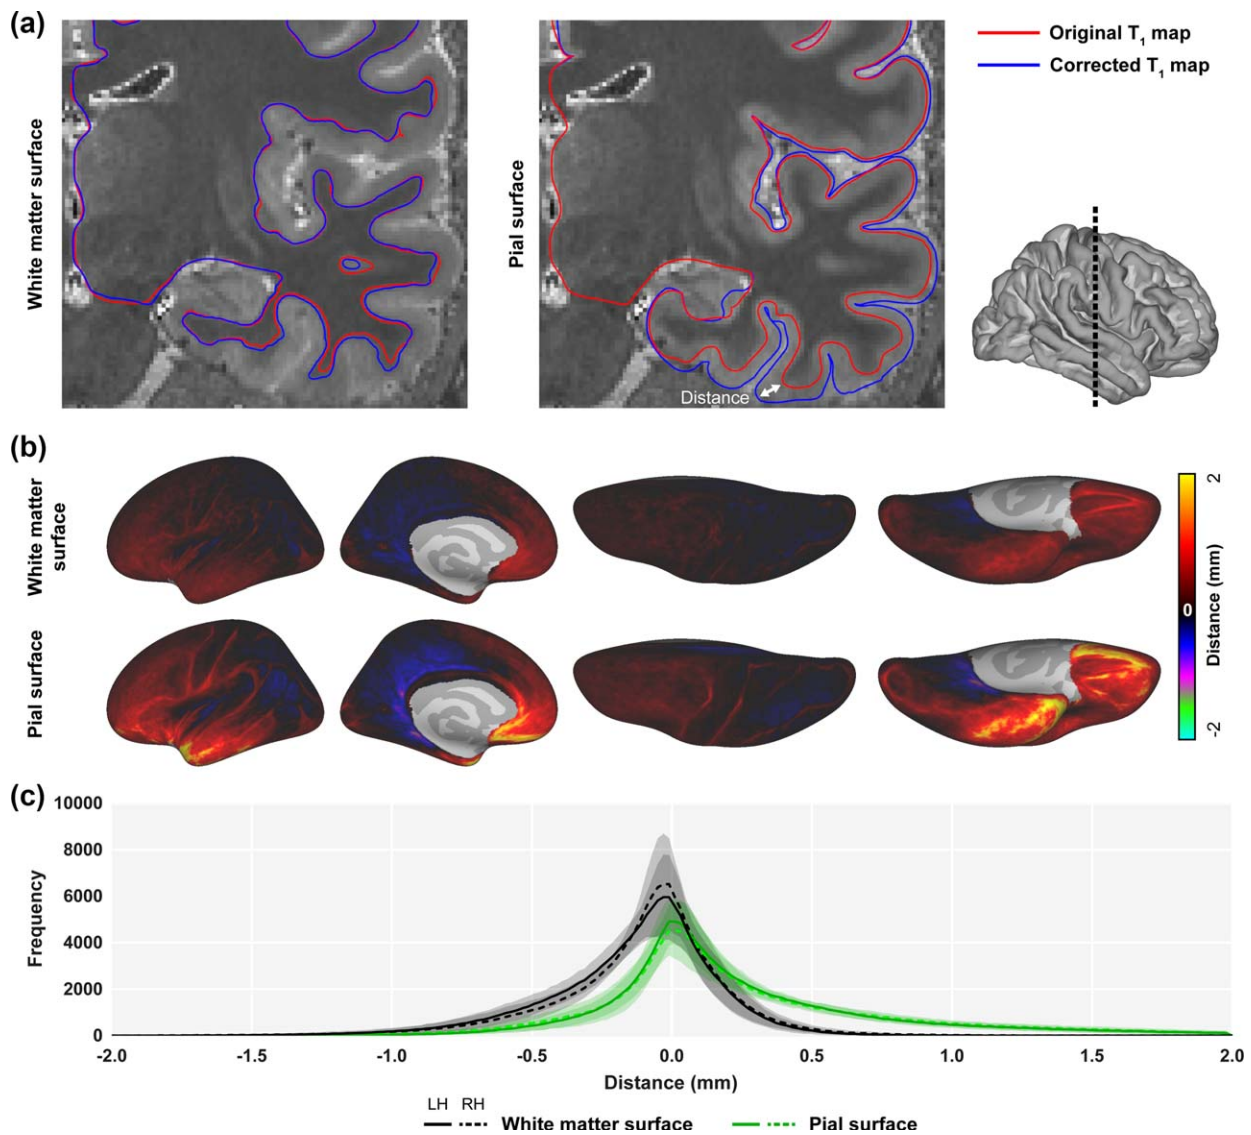 (a)
White matter surface
Pial surface
Distance
Original T1 map
Corrected T1 map
(b)
White matter
surface
Pial surface
2
0
-2
Distance (mm)
(c)
10000
8000
6000
4000
2000
0
Frequency
-2.0 -1.5 -1.0 -0.5 0.0 0.5 1.0 1.5 2.0
Distance (mm)
LH RH
White matter surface Pial surface